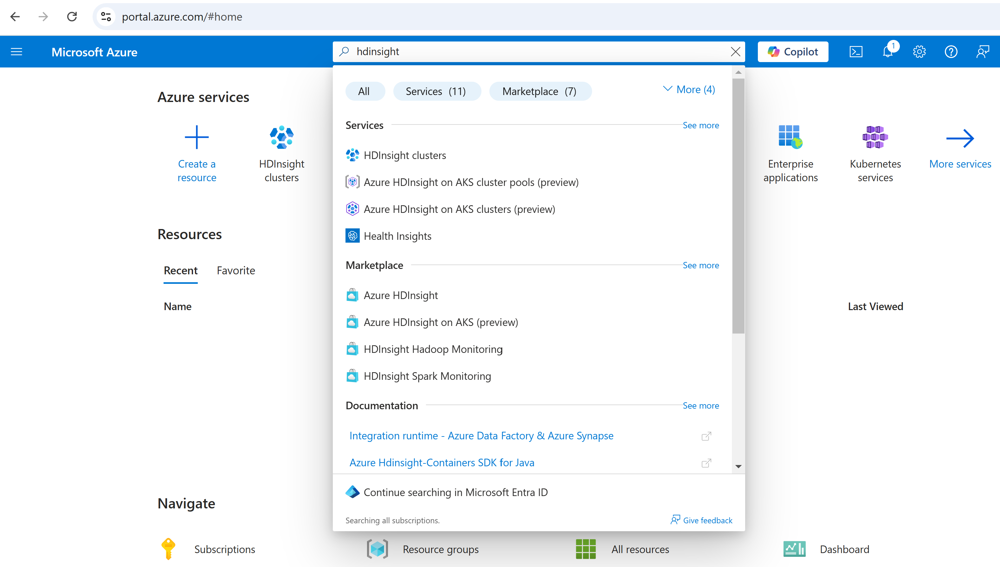 portal.azure.com/#home
Microsoft Azure
hdinsight
Copilot
1
All
Services (11)
Marketplace (7)
More (4)
Azure services
Create a
resource
HDInsight
clusters
Services
See more
HDInsight clusters
Azure HDInsight on AKS cluster pools (preview)
Azure HDInsight on AKS clusters (preview)
Health Insights
Marketplace
See more
Azure HDInsight
Azure HDInsight on AKS (preview)
HDInsight Hadoop Monitoring
HDInsight Spark Monitoring
Documentation
See more
Integration runtime - Azure Data Factory & Azure Synapse
Azure Hdinsight-Containers SDK for Java
Continue searching in Microsoft Entra ID
Searching all subscriptions.
Give feedback
Enterprise
applications
Kubernetes
services
More services
Resources
Recent
Favorite
Name
Last Viewed
Navigate
Subscriptions
Resource groups
All resources
Dashboard